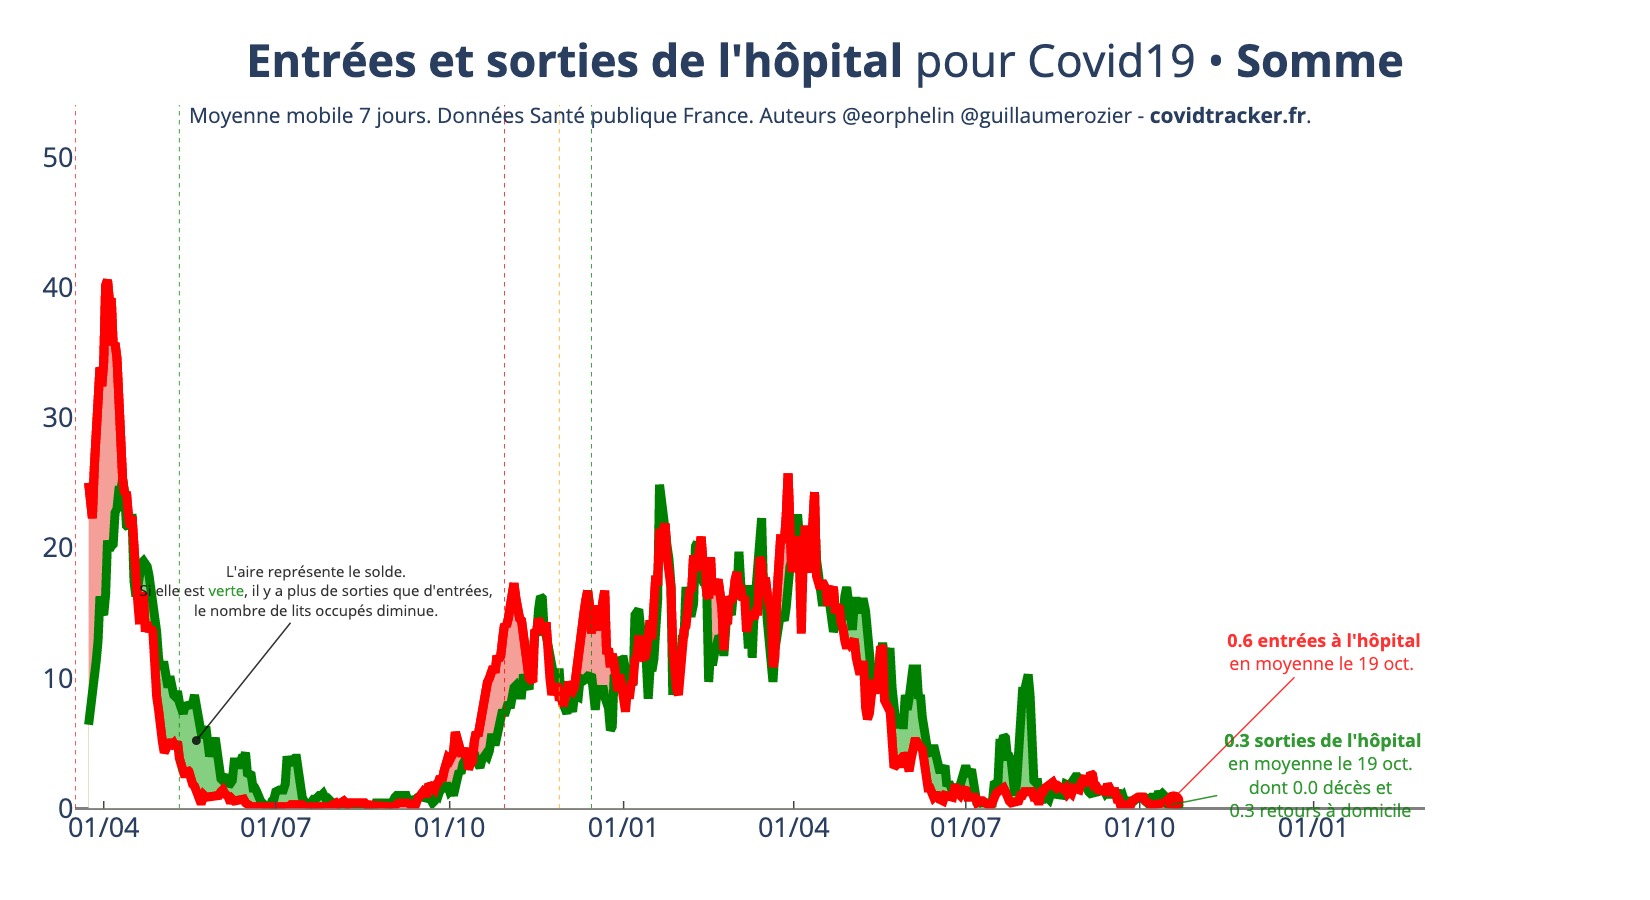 Entrées et sorties de l'hôpital pour Covid19 • Somme
Moyenne mobile 7 jours. Données Santé publique France. Auteurs @eorphelin @guillaumerozier - covidtracker.fr.
50
40
30
20
10
0
L'aire représente le solde.
Si elle est verte, il y a plus de sorties que d'entrées,
le nombre de lits occupés diminue.
0.6 entrées à l'hôpital
en moyenne le 19 oct.
0.3 sorties de l'hôpital
en moyenne le 19 oct.
dont 0.0 décès et
0.3 retours à domicile
01/04 01/07 01/10 01/01 01/04 01/07 01/10 01/01